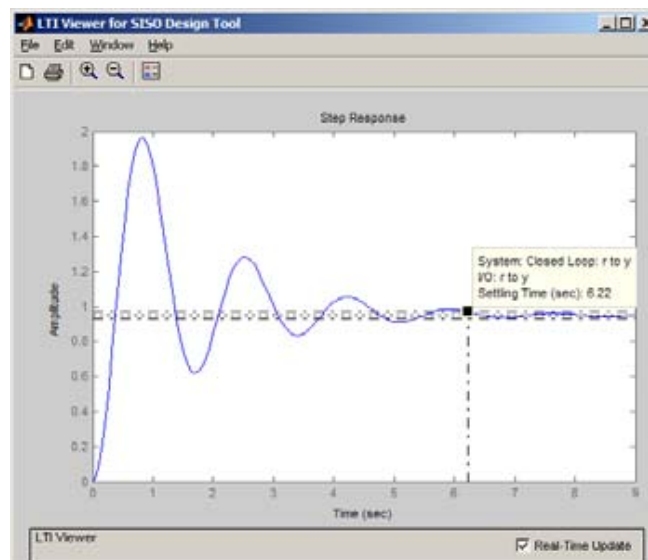 LTI Viewer for SISO Design Tool
File Edit Window Help
Step Response
2
1.8
1.6
1.4
1.2
1
0.8
0.6
0.4
0.2
0
Amplitude
System: Closed Loop: r to y
I/O: r to y
Settling Time (sec): 6.22
0 1 2 3 4 5 6 7 8 9
Time (sec)
LTI Viewer
Real-Time Update